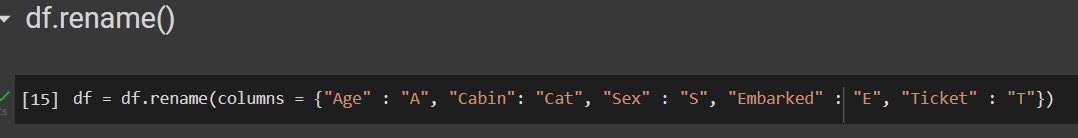 df.rename()
[15] df = df.rename(columns = {"Age" : "A", "Cabin": "Cat", "Sex" : "S", "Embarked" : "E", "Ticket" : "T"})